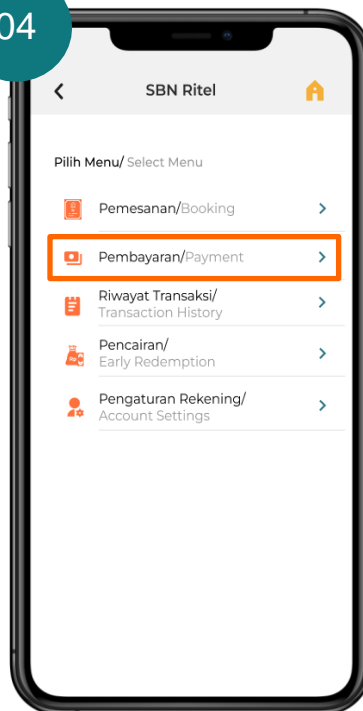 04
SBN Ritel
Pilih Menu/ Select Menu
Pemesanan/Booking
Pembayaran/Payment
Riwayat Transaksi/
Transaction History
Pencairan/
Early Redemption
Pengaturan Rekening/
Account Settings